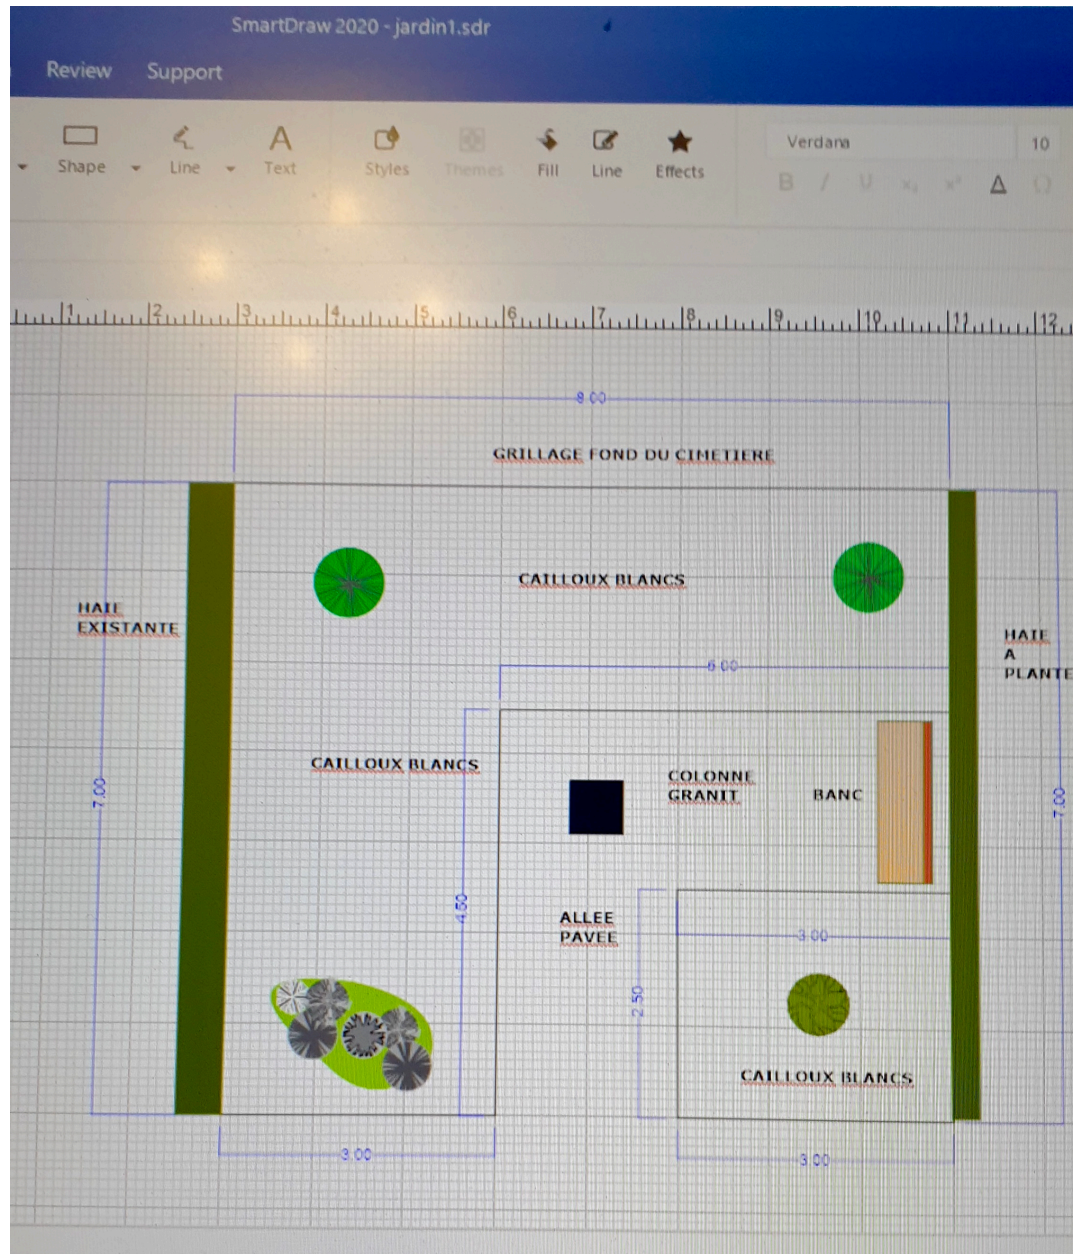 SmartDraw 2020 - jardin1.sdr
Review Support
Shape Line Text Styles Themes Fill Line Effects
Verdana 10
B I U x₂ x² A Ω
1 2 3 4 5 6 7 8 9 10 11 12
8.00
GRILLAGE FOND DU CIMETIERE
CAILLOUX BLANCS
HAIE
EXISTANTE
HAIE
A
PLANTE
CAILLOUX BLANCS
COLONNE
GRANIT
BANC
7.00
7.00
4.50
ALLEE
PAVEE
3.00
2.50
CAILLOUX BLANCS
3.00
3.00